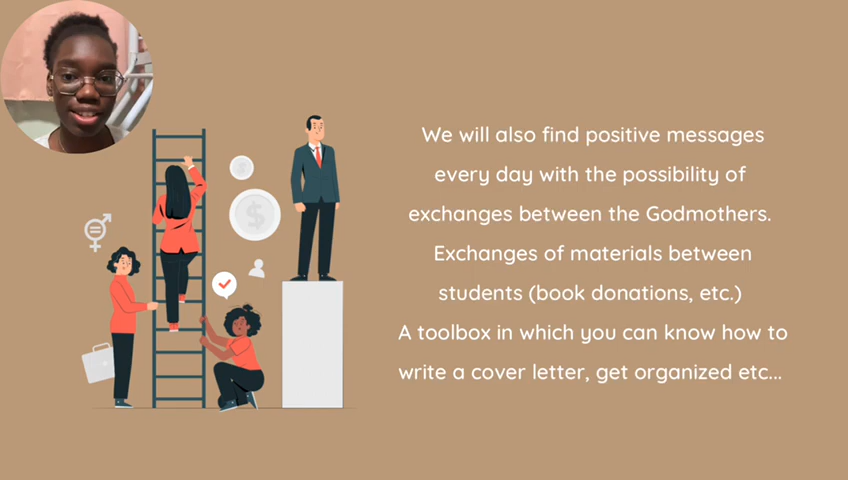 We will also find positive messages
every day with the possibility of
exchanges between the Godmothers.
Exchanges of materials between
students (book donations, etc.)
A toolbox in which you can know how to
write a cover letter, get organized etc...